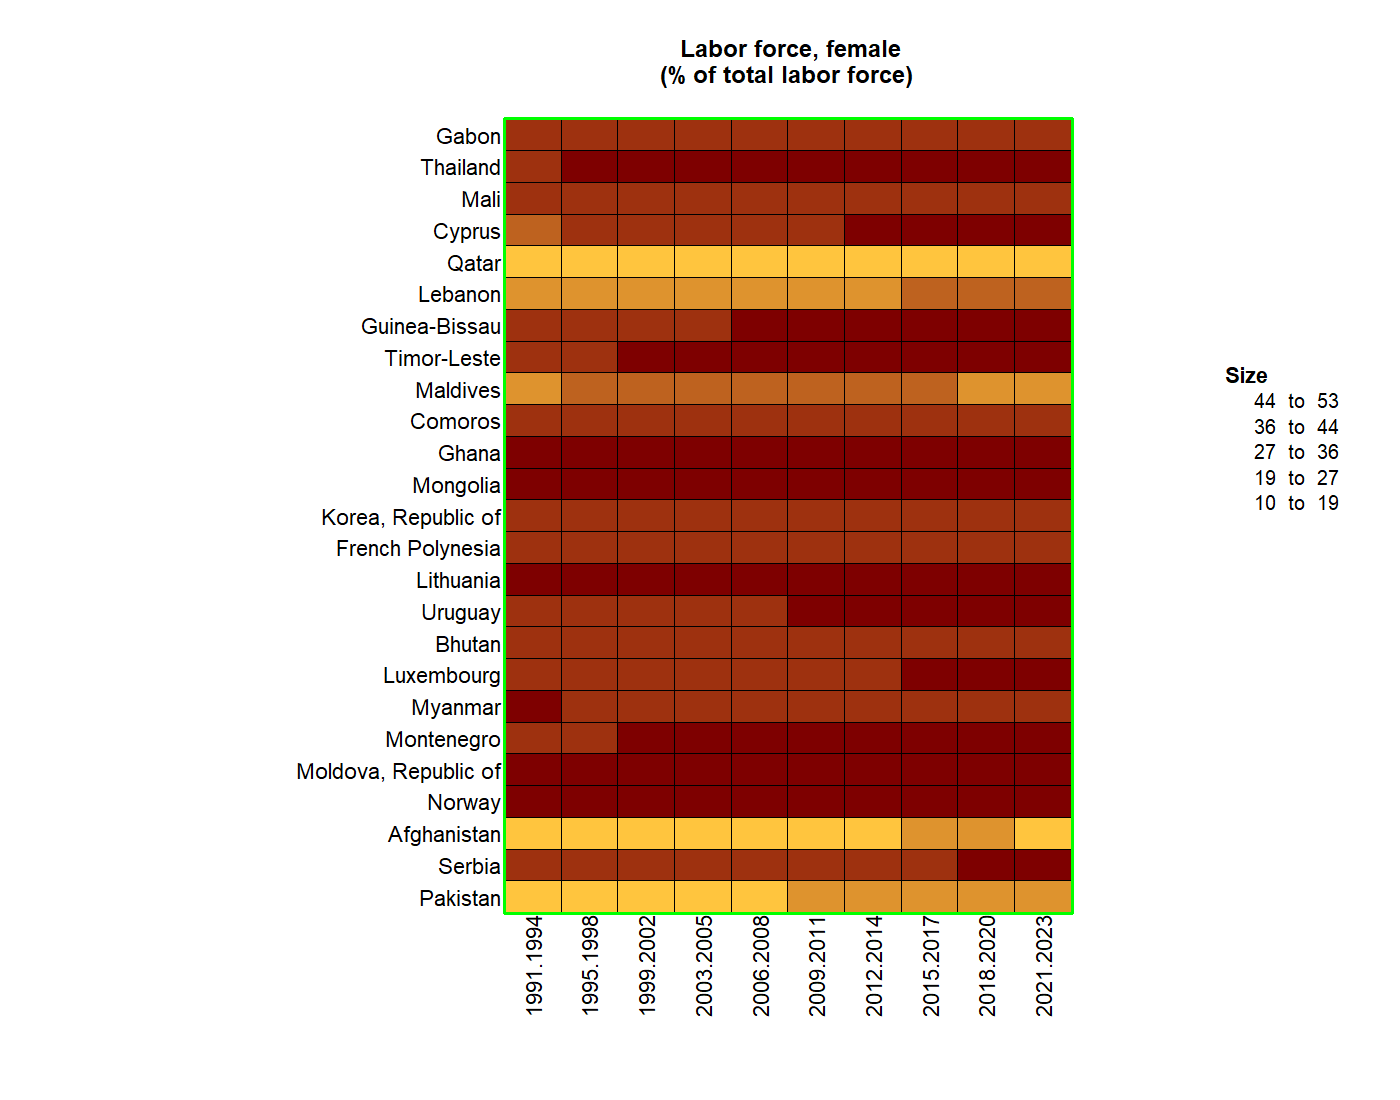 Labor force, female
(% of total labor force)
Gabon
Thailand
Mali
Cyprus
Qatar
Lebanon
Guinea-Bissau
Timor-Leste
Maldives
Comoros
Ghana
Mongolia
Korea, Republic of
French Polynesia
Lithuania
Uruguay
Bhutan
Luxembourg
Myanmar
Montenegro
Moldova, Republic of
Norway
Afghanistan
Serbia
Pakistan
1991.1994
1995.1998
1999.2002
2003.2005
2006.2008
2009.2011
2012.2014
2015.2017
2018.2020
2021.2023
Size
44 to 53
36 to 44
27 to 36
19 to 27
10 to 19